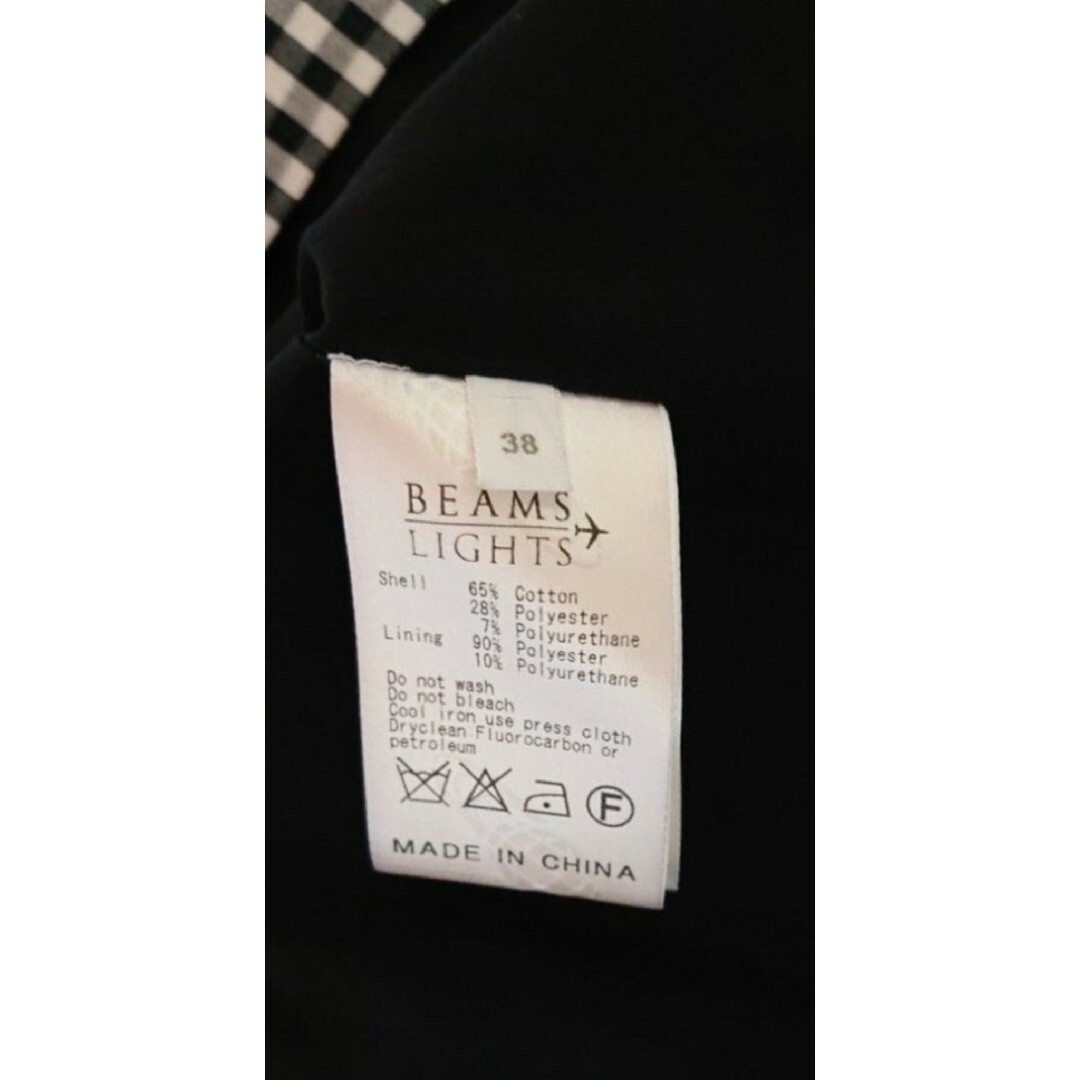 38
BEAMS
LIGHTS
Shell 65% Cotton
28% Polyester
7% Polyurethane
Lining 90% Polyester
10% Polyurethane
Do not wash
Do not bleach
Cool iron use press cloth
Dryclean Fluorocarbon or
petroleum
F
MADE IN CHINA